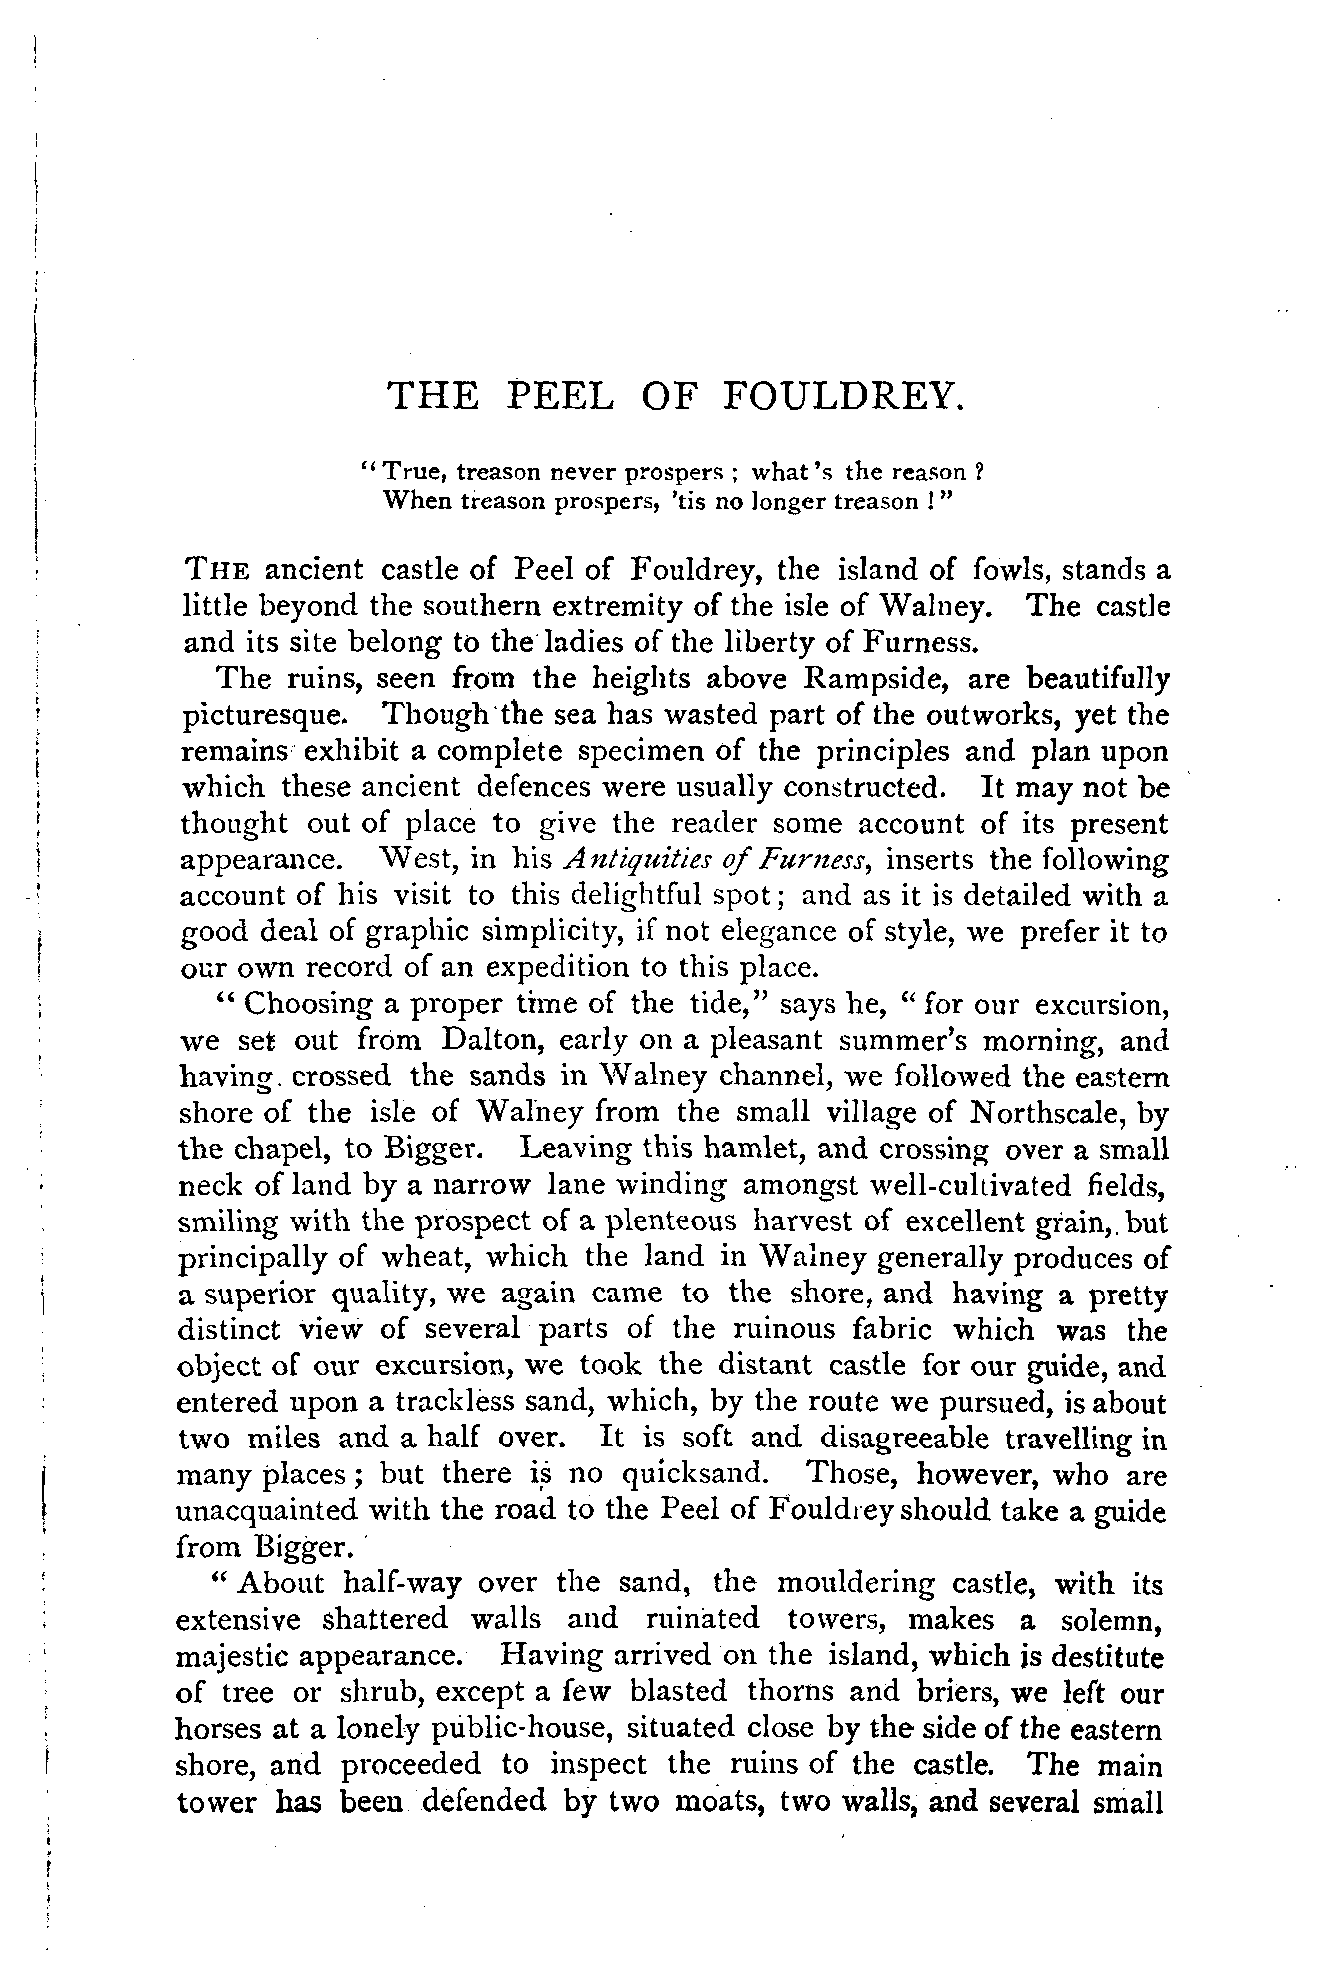 THE PEEL OF FOULDREY.
"True, treason never prospers; what's the reason?
When treason prospers, 'tis no longer treason!"
THE ancient castle of Peel of Fouldrey, the island of fowls, stands a
little beyond the southern extremity of the isle of Walney. The castle
and its site belong to the ladies of the liberty of Furness.
The ruins, seen from the heights above Rampside, are beautifully
picturesque. Though the sea has wasted part of the outworks, yet the
remains exhibit a complete specimen of the principles and plan upon
which these ancient defences were usually constructed. It may not be
thought out of place to give the reader some account of its present
appearance. West, in his Antiquities of Furness, inserts the following
account of his visit to this delightful spot; and as it is detailed with a
good deal of graphic simplicity, if not elegance of style, we prefer it to
our own record of an expedition to this place.
"Choosing a proper time of the tide," says he, "for our excursion,
we set out from Dalton, early on a pleasant summer's morning, and
having crossed the sands in Walney channel, we followed the eastern
shore of the isle of Walney from the small village of Northscale, by
the chapel, to Bigger. Leaving this hamlet, and crossing over a small
neck of land by a narrow lane winding amongst well-cultivated fields,
smiling with the prospect of a plenteous harvest of excellent grain, but
principally of wheat, which the land in Walney generally produces of
a superior quality, we again came to the shore, and having a pretty
distinct view of several parts of the ruinous fabric which was the
object of our excursion, we took the distant castle for our guide, and
entered upon a trackless sand, which, by the route we pursued, is about
two miles and a half over. It is soft and disagreeable travelling in
many places; but there is no quicksand. Those, however, who are
unacquainted with the road to the Peel of Fouldrey should take a guide
from Bigger.
"About half-way over the sand, the mouldering castle, with its
extensive shattered walls and ruinated towers, makes a solemn,
majestic appearance. Having arrived on the island, which is destitute
of tree or shrub, except a few blasted thorns and briers, we left our
horses at a lonely public-house, situated close by the side of the eastern
shore, and proceeded to inspect the ruins of the castle. The main
tower has been defended by two moats, two walls, and several small